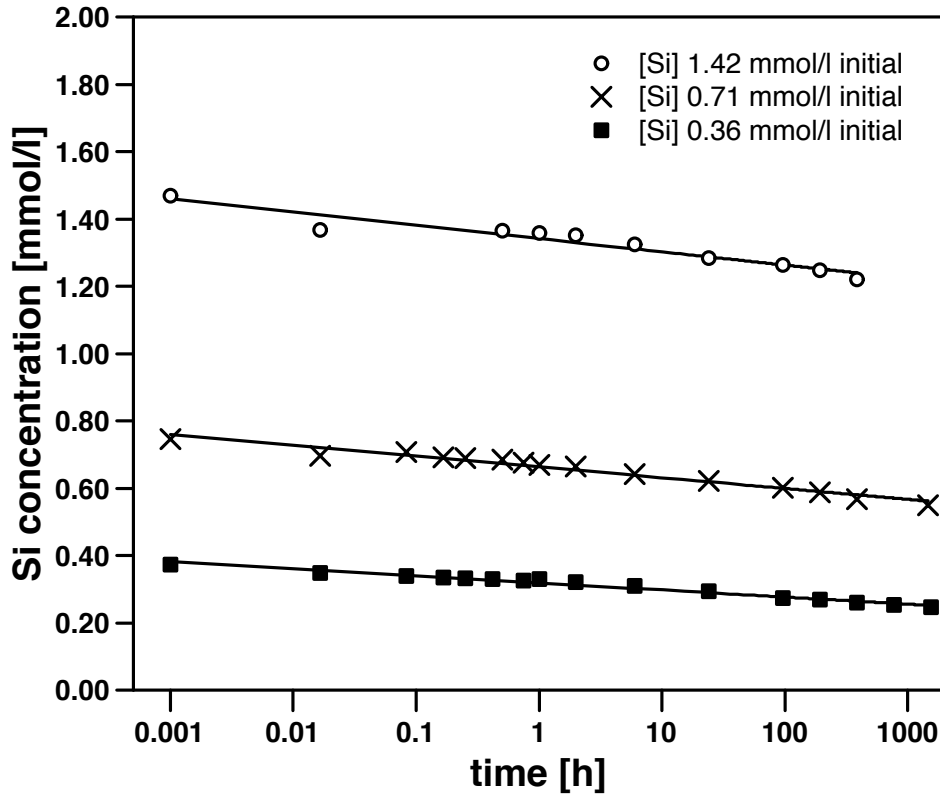 2.00
1.80
1.60
1.40
1.20
1.00
0.80
0.60
0.40
0.20
0.00
Si concentration [mmol/l]
[Si] 1.42 mmol/l initial
[Si] 0.71 mmol/l initial
[Si] 0.36 mmol/l initial
0.001 0.01 0.1 1 10 100 1000
time [h]